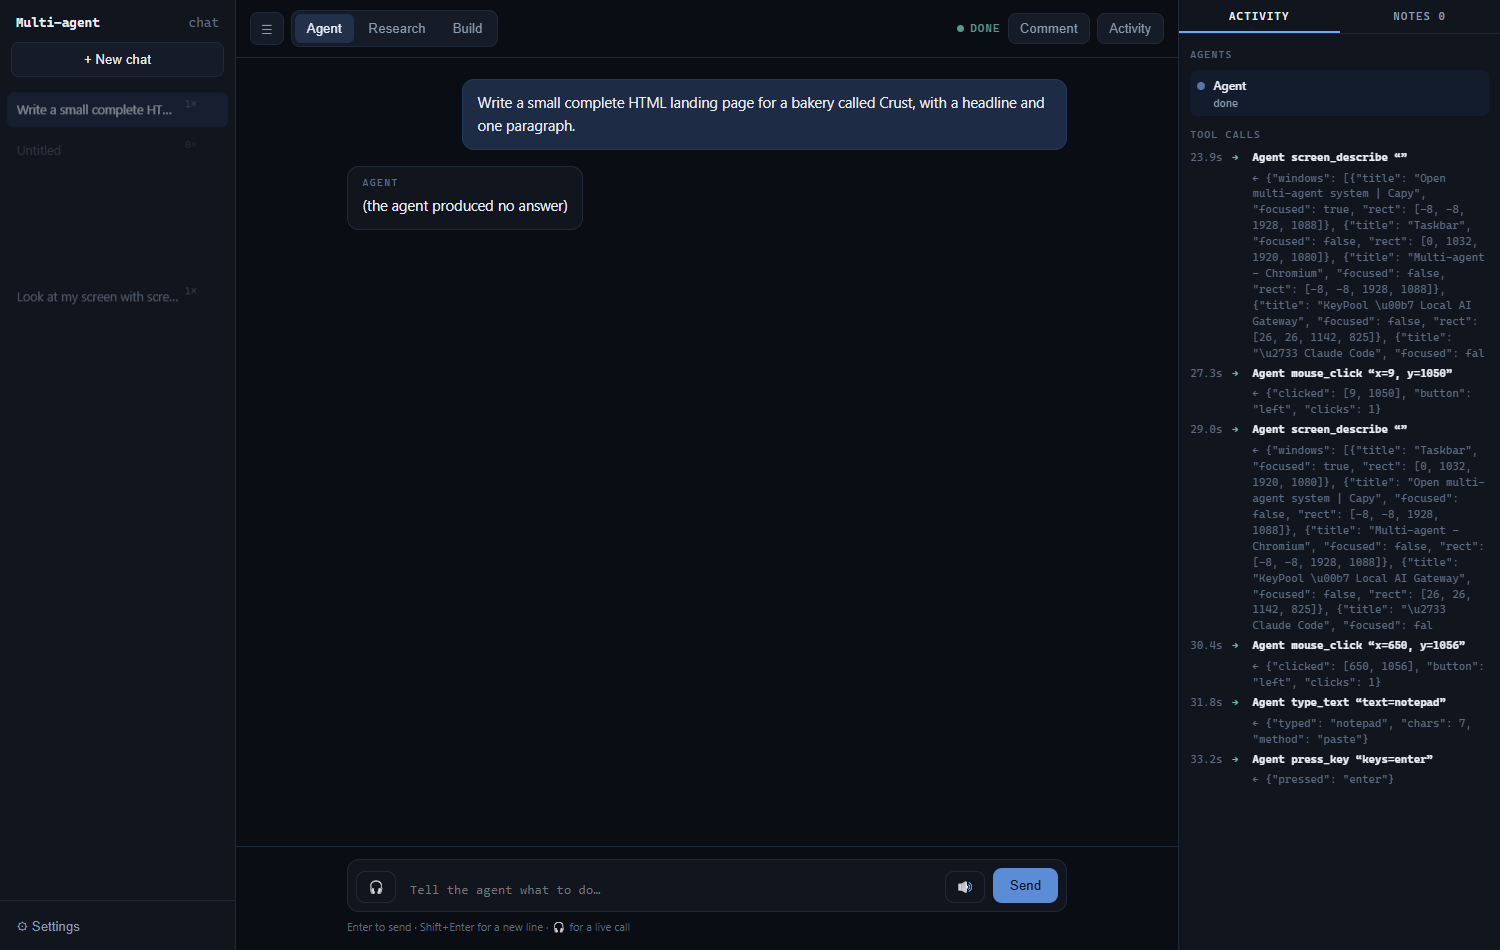 Multi-agent
chat
+ New chat
Write a small complete HT...
1×
Untitled
0×
Look at my screen with scre...
1×
⚙ Settings
☰
Agent
Research
Build
● DONE
Comment
Activity
Write a small complete HTML landing page for a bakery called Crust, with a headline and
one paragraph.
AGENT
(the agent produced no answer)
Tell the agent what to do…
Send
Enter to send · Shift+Enter for a new line · 🎧 for a live call
ACTIVITY
NOTES 0
AGENTS
Agent
done
TOOL CALLS
23.9s → Agent screen_describe “”
← {"windows": [{"title": "Open
multi-agent system | Capy",
"focused": true, "rect": [-8, -8,
1928, 1088]}, {"title": "Taskbar",
"focused": false, "rect": [0, 1032,
1920, 1080]}, {"title": "Multi-agent
- Chromium", "focused": false,
"rect": [-8, -8, 1928, 1088]},
{"title": "KeyPool \u00b7 Local AI
Gateway", "focused": false, "rect":
[26, 26, 1142, 825]}, {"title":
"\u2733 Claude Code", "focused": fal
27.3s → Agent mouse_click “x=9, y=1050”
← {"clicked": [9, 1050], "button":
"left", "clicks": 1}
29.0s → Agent screen_describe “”
← {"windows": [{"title": "Taskbar",
"focused": true, "rect": [0, 1032,
1920, 1080]}, {"title": "Open multi-
agent system | Capy", "focused":
false, "rect": [-8, -8, 1928,
1088]}, {"title": "Multi-agent -
Chromium", "focused": false, "rect":
[-8, -8, 1928, 1088]}, {"title":
"KeyPool \u00b7 Local AI Gateway",
"focused": false, "rect": [26, 26,
1142, 825]}, {"title": "\u2733
Claude Code", "focused": fal
30.4s → Agent mouse_click “x=650, y=1056”
← {"clicked": [650, 1056], "button":
"left", "clicks": 1}
31.8s → Agent type_text “text=notepad”
← {"typed": "notepad", "chars": 7,
"method": "paste"}
33.2s → Agent press_key “keys=enter”
← {"pressed": "enter"}